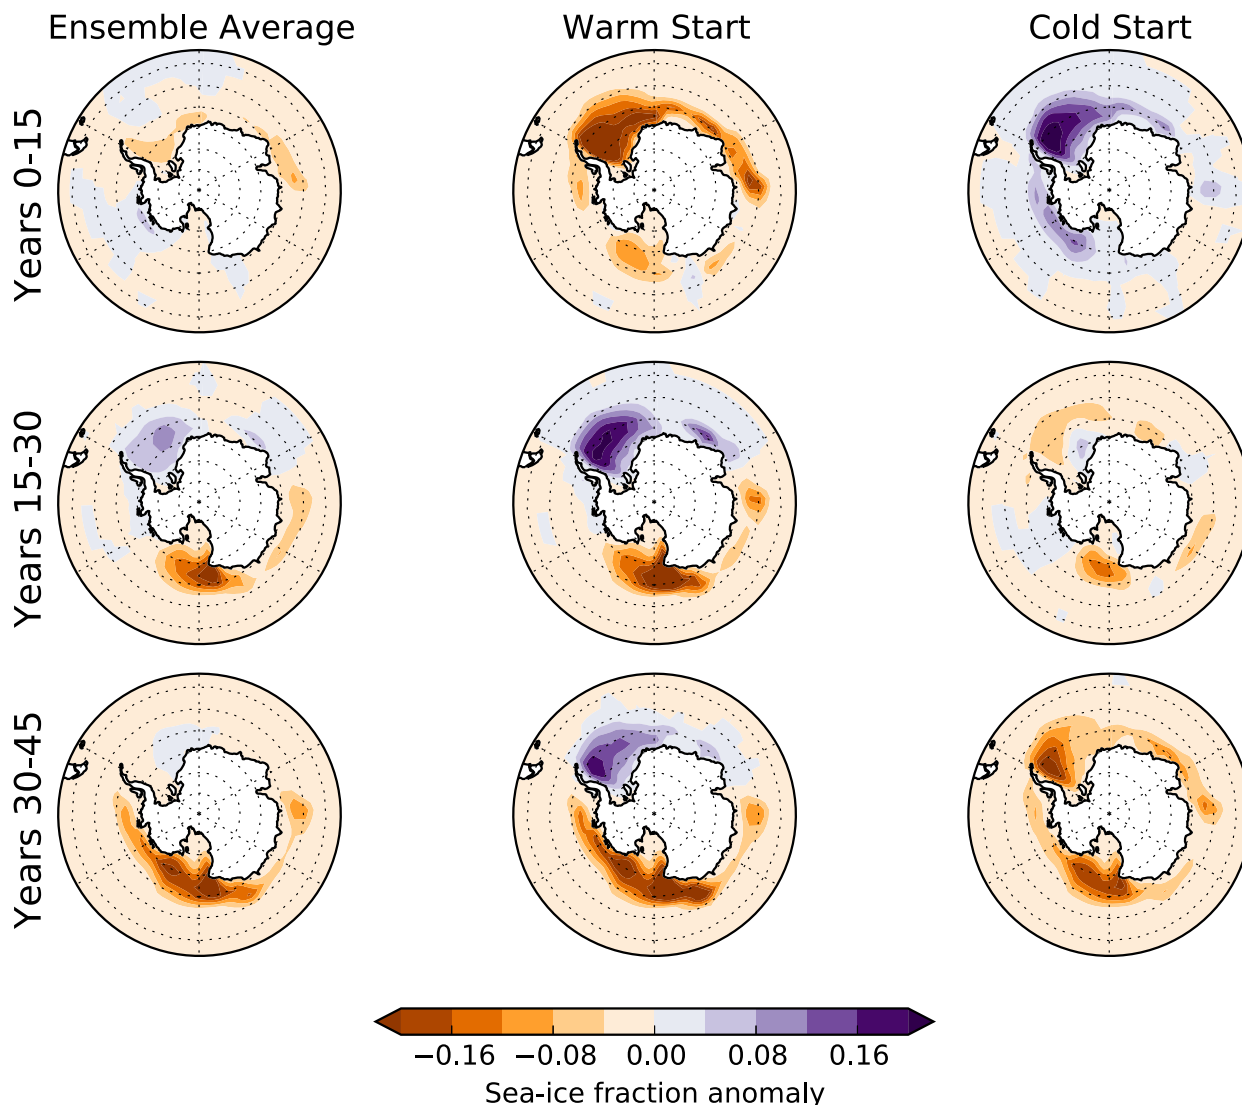 Ensemble Average Warm Start Cold Start
Years 0-15
Years 15-30
Years 30-45
−0.16 −0.08 0.00 0.08 0.16
Sea-ice fraction anomaly